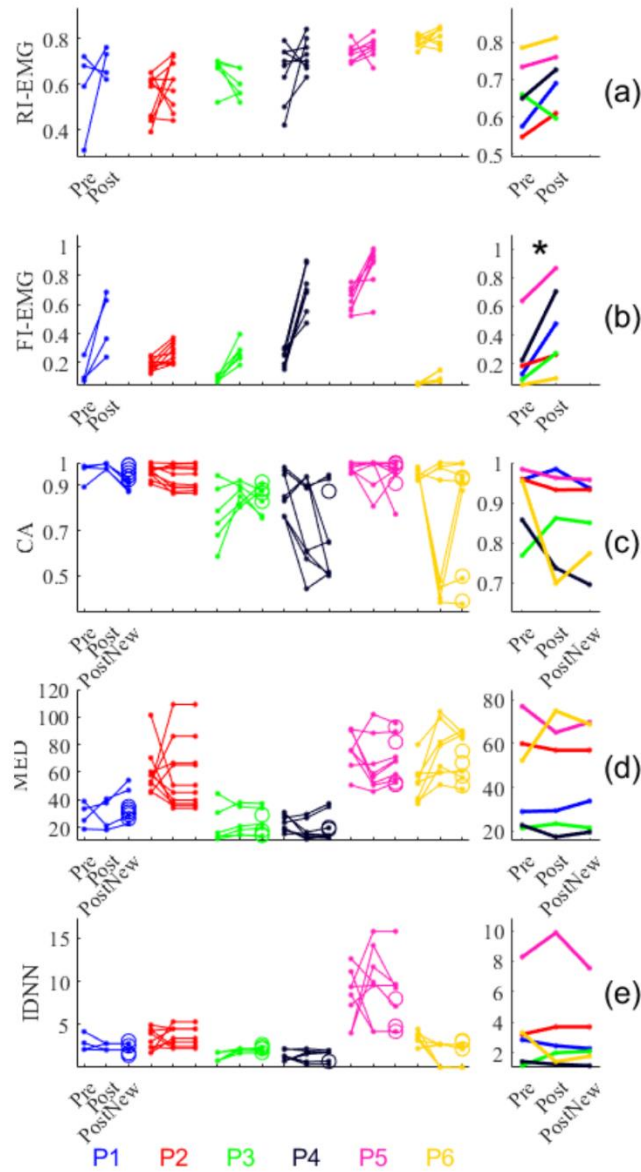 RI-EMG
0.8
0.6
0.4
Pre
Post
0.8
0.7
0.6
0.5
Pre
Post
(a)
FI-EMG
1
0.8
0.6
0.4
0.2
Pre
Post
1
0.8
0.6
0.4
0.2
*
Pre
Post
(b)
CA
1
0.9
0.7
0.5
Pre
Post
PostNew
1
0.9
0.8
0.7
Pre
Post
PostNew
(c)
MED
120
100
80
60
40
20
Pre
Post
PostNew
80
60
40
20
Pre
Post
PostNew
(d)
IDNN
15
10
5
Pre
Post
PostNew
10
8
6
4
2
Pre
Post
PostNew
(e)
P1 P2 P3 P4 P5 P6